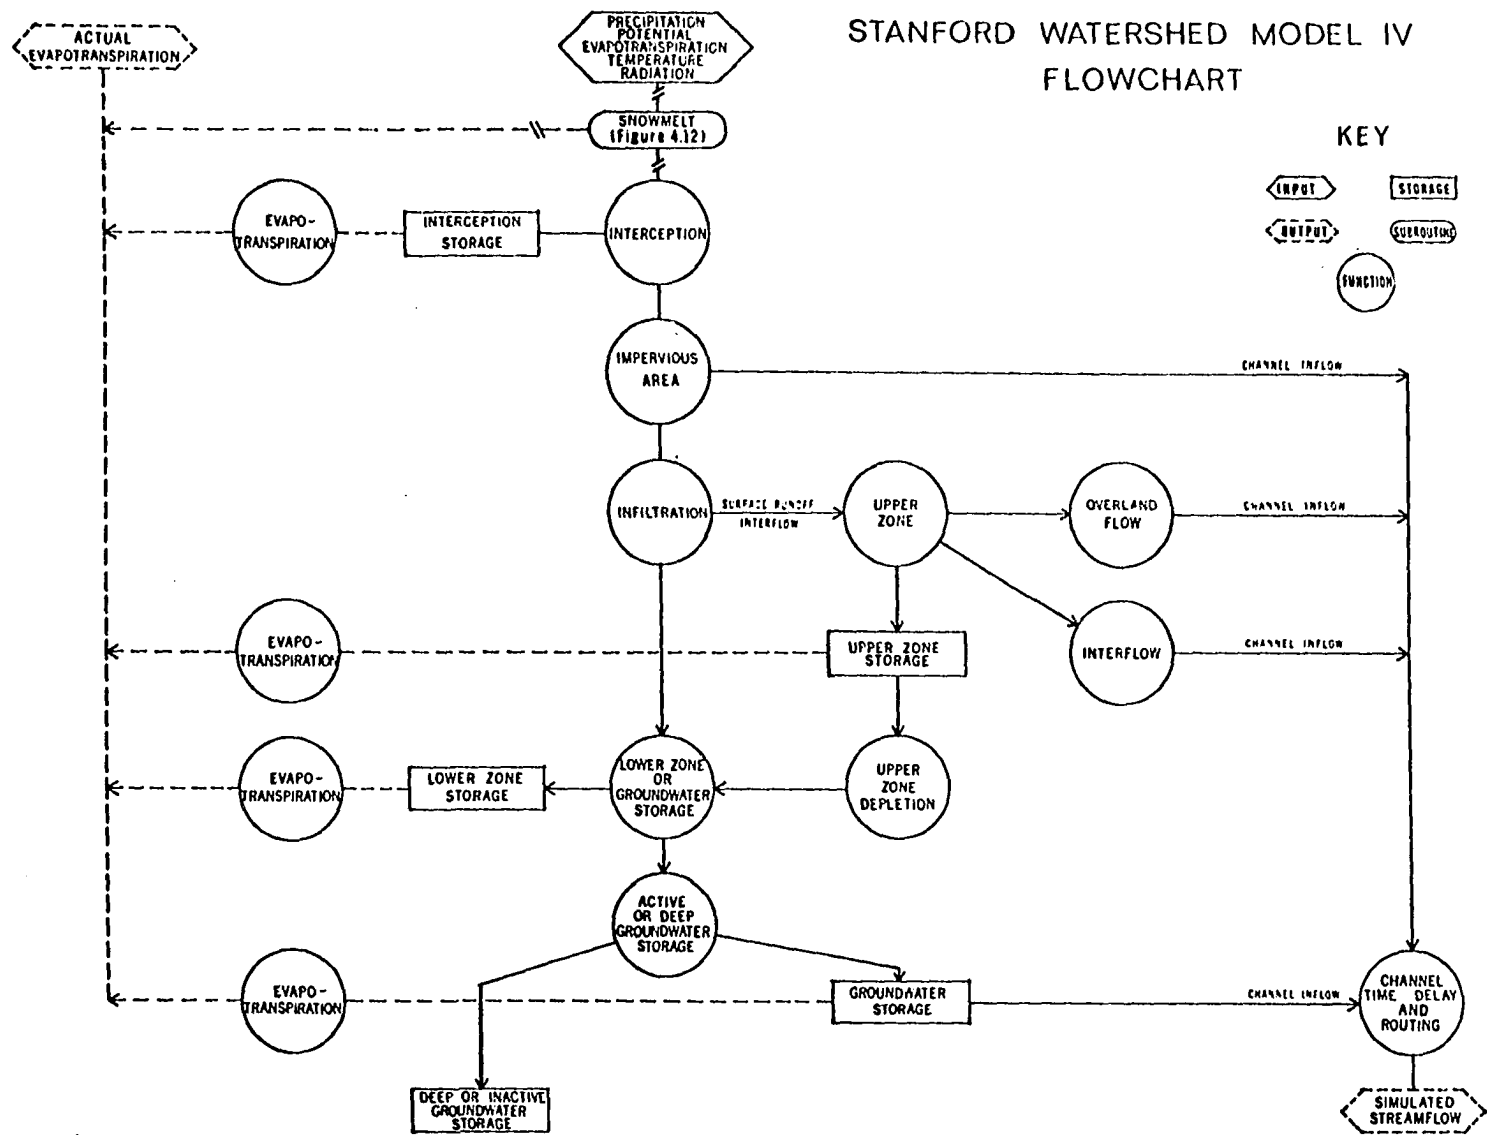 STANFORD WATERSHED MODEL IV
FLOWCHART
ACTUAL
EVAPOTRANSPIRATION
PRECIPITATION
POTENTIAL
EVAPOTRANSPIRATION
TEMPERATURE
RADIATION
SNOWMELT
(Figure 4.12)
KEY
INPUT
STORAGE
OUTPUT
SUBROUTINE
FUNCTION
EVAPO-
TRANSPIRATION
INTERCEPTION
STORAGE
INTERCEPTION
IMPERVIOUS
AREA
CHANNEL INFLOW
INFILTRATION
SURFACE RUNOFF
INTERFLOW
UPPER
ZONE
OVERLAND
FLOW
CHANNEL INFLOW
EVAPO-
TRANSPIRATION
UPPER ZONE
STORAGE
INTERFLOW
CHANNEL INFLOW
EVAPO-
TRANSPIRATION
LOWER ZONE
STORAGE
LOWER ZONE
OR
GROUNDWATER
STORAGE
UPPER
ZONE
DEPLETION
ACTIVE
OR DEEP
GROUNDWATER
STORAGE
EVAPO-
TRANSPIRATION
GROUNDWATER
STORAGE
CHANNEL INFLOW
CHANNEL
TIME DELAY
AND
ROUTING
DEEP OR INACTIVE
GROUNDWATER
STORAGE
SIMULATED
STREAMFLOW